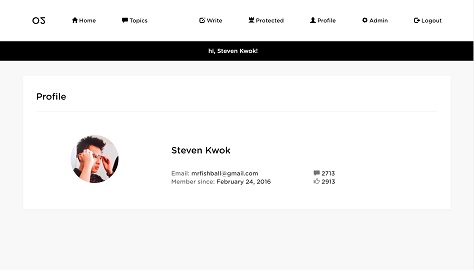 OS Home Topics Write Protected Profile Admin Logout
hi, Steven Kwok!
Profile
Steven Kwok
Email: mrfishball@gmail.com 2713
Member since: February 24, 2016 2913